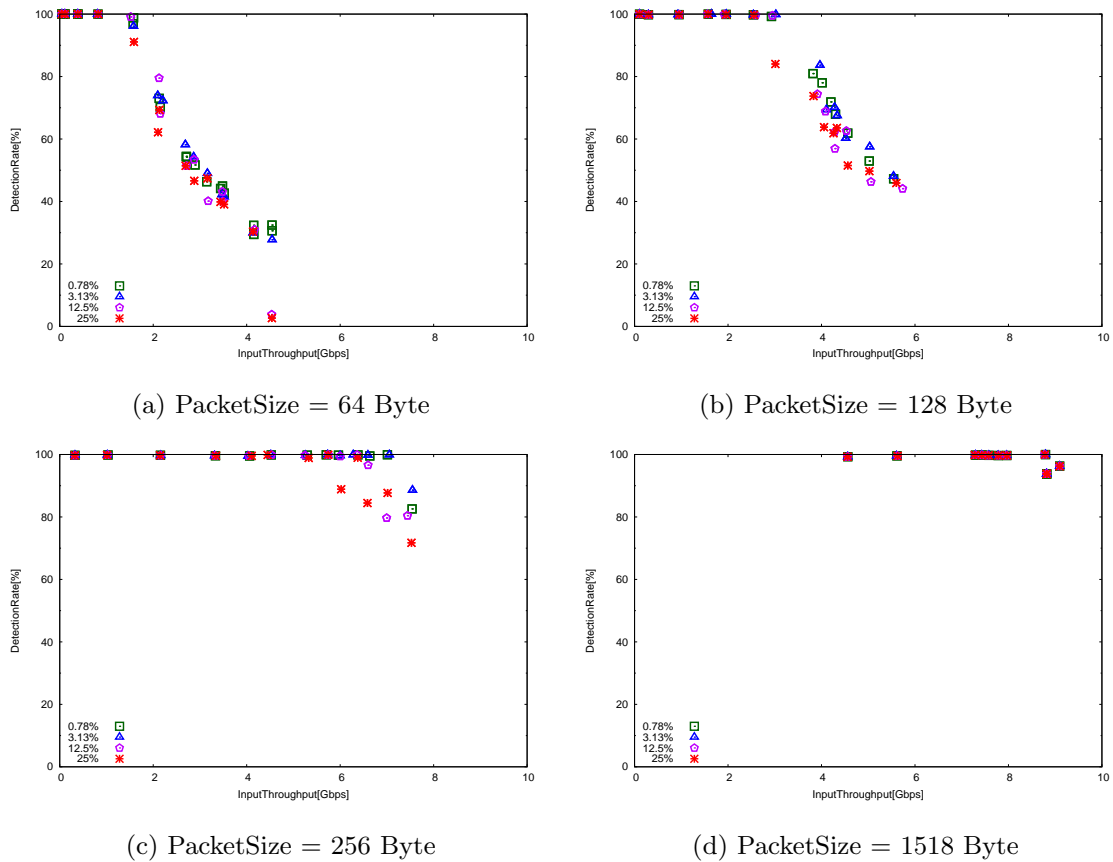 100
80
60
40
20
0
DetectionRate[%]
0.78%
3.13%
12.5%
25%
0 2 4 6 8 10
InputThroughput[Gbps]
(a) PacketSize = 64 Byte
100
80
60
40
20
0
DetectionRate[%]
0.78%
3.13%
12.5%
25%
0 2 4 6 8 10
InputThroughput[Gbps]
(b) PacketSize = 128 Byte
100
80
60
40
20
0
DetectionRate[%]
0.78%
3.13%
12.5%
25%
0 2 4 6 8 10
InputThroughput[Gbps]
(c) PacketSize = 256 Byte
100
80
60
40
20
0
DetectionRate[%]
0.78%
3.13%
12.5%
25%
0 2 4 6 8 10
InputThroughput[Gbps]
(d) PacketSize = 1518 Byte